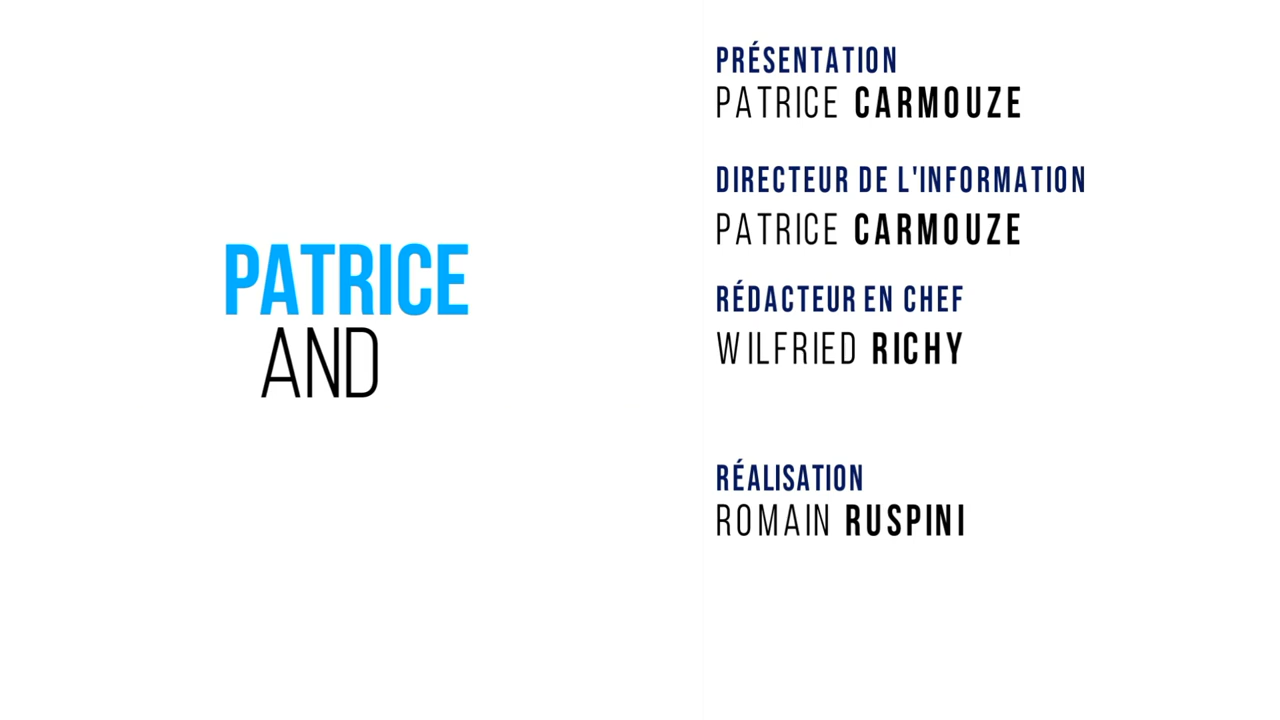 PATRICE
AND
PRÉSENTATION
PATRICE CARMOUZE
DIRECTEUR DE L'INFORMATION
PATRICE CARMOUZE
RÉDACTEUR EN CHEF
WILFRIED RICHY
RÉALISATION
ROMAIN RUSPINI